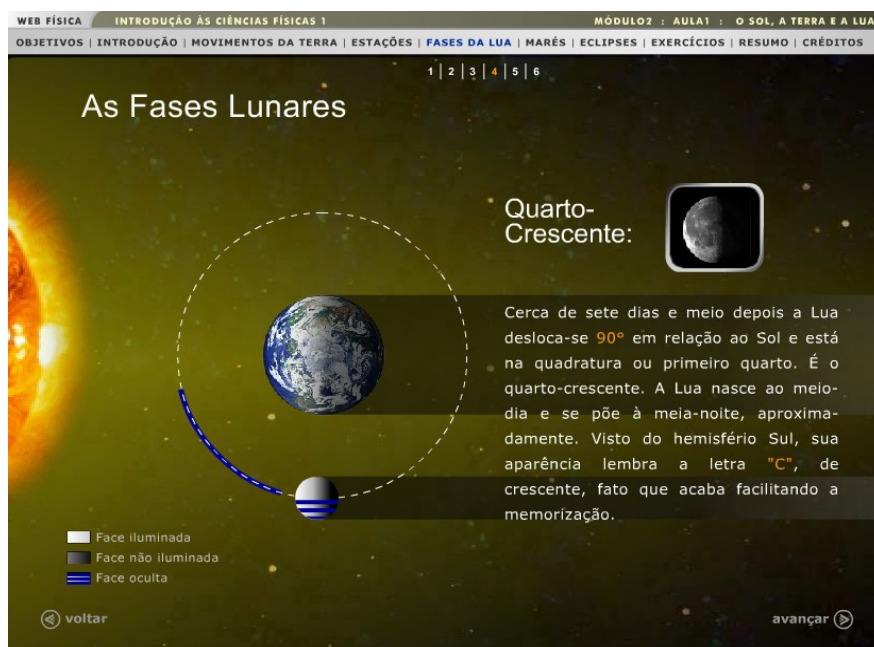 WEB FÍSICA INTRODUÇÃO ÀS CIÊNCIAS FÍSICAS 1 MÓDULO2 : AULA1 : O SOL, A TERRA E A LUA
OBJETIVOS | INTRODUÇÃO | MOVIMENTOS DA TERRA | ESTAÇÕES | FASES DA LUA | MARÉS | ECLIPSES | EXERCÍCIOS | RESUMO | CRÉDITOS
1 | 2 | 3 | 4 | 5 | 6
As Fases Lunares
Quarto-
Crescente:
Cerca de sete dias e meio depois a Lua
desloca-se 90° em relação ao Sol e está
na quadratura ou primeiro quarto. É o
quarto-crescente. A Lua nasce ao meio-
dia e se põe à meia-noite, aproxima-
damente. Visto do hemisfério Sul, sua
aparência lembra a letra "C", de
crescente, fato que acaba facilitando a
memorização.
Face iluminada
Face não iluminada
Face oculta
voltar
avançar